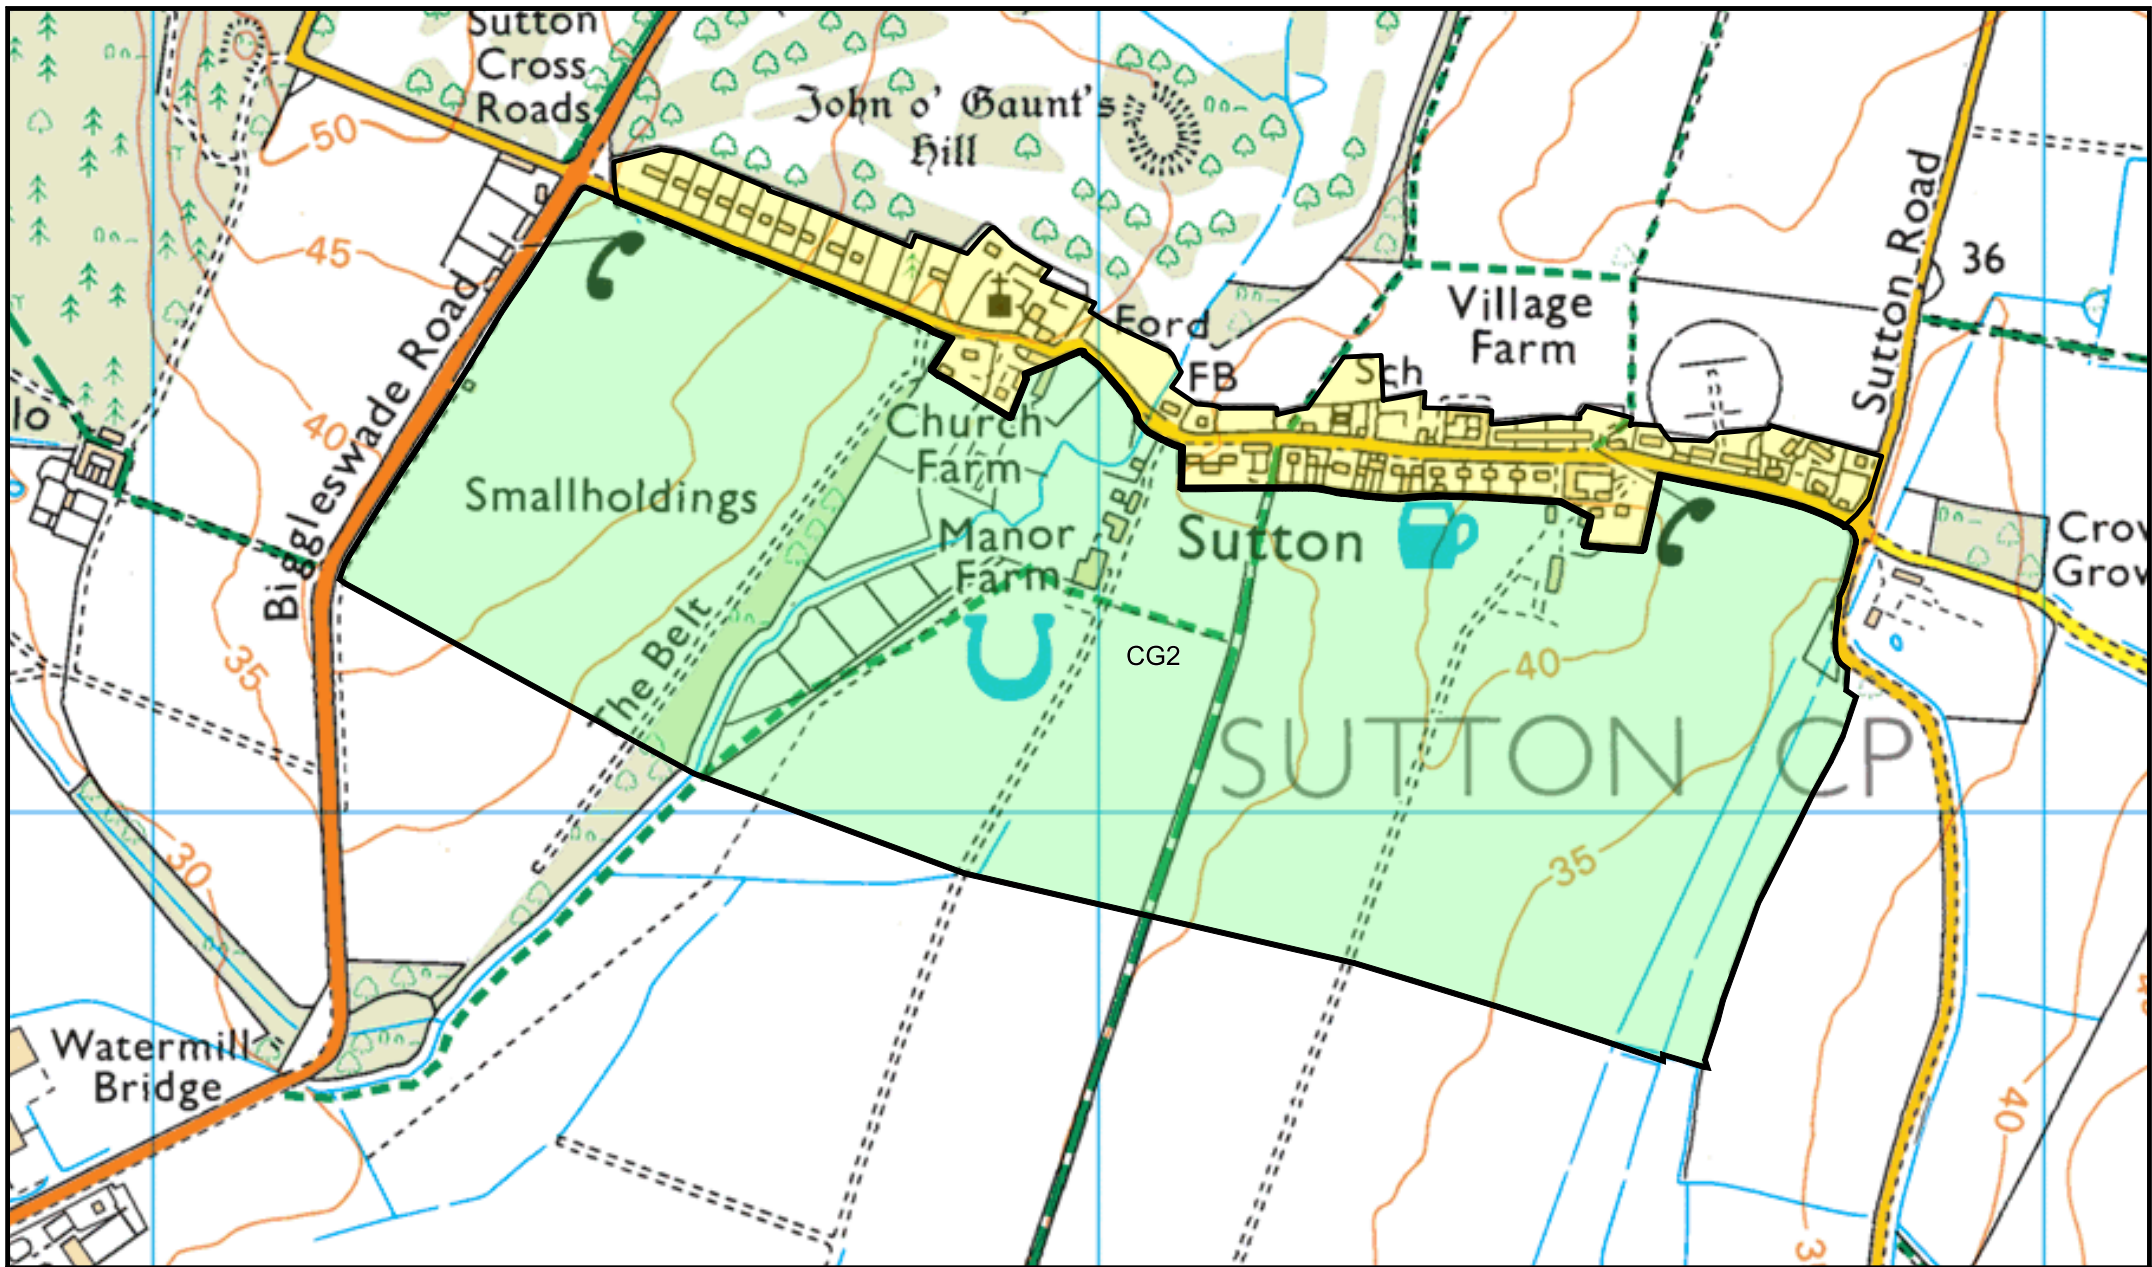 Sutton
Cross
Roads
John o' Gaunt's
Hill
50
45
40
35
30
Biggleswade Road
Smallholdings
The Belt
Church
Farm
Manor
Farm
Ford
FB
Sch
Village
Farm
Sutton Road
36
Sutton
CG2
40
SUTTON CP
35
Crow
Grov
lo
Watermill
Bridge
40